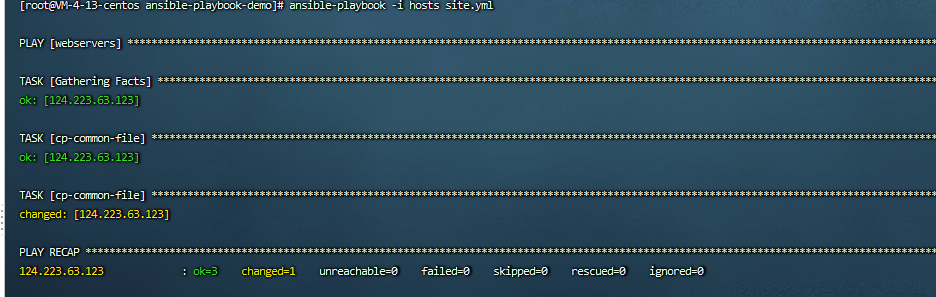 [root@VM-4-13-centos ansible-playbook-demo]# ansible-playbook -i hosts site.yml
PLAY [webservers] ****************************************************************************************************************************************
TASK [Gathering Facts] ***********************************************************************************************************************************
ok: [124.223.63.123]
TASK [cp-common-file] ************************************************************************************************************************************
ok: [124.223.63.123]
TASK [cp-common-file] ************************************************************************************************************************************
changed: [124.223.63.123]
PLAY RECAP ***********************************************************************************************************************************************
124.223.63.123 : ok=3 changed=1 unreachable=0 failed=0 skipped=0 rescued=0 ignored=0